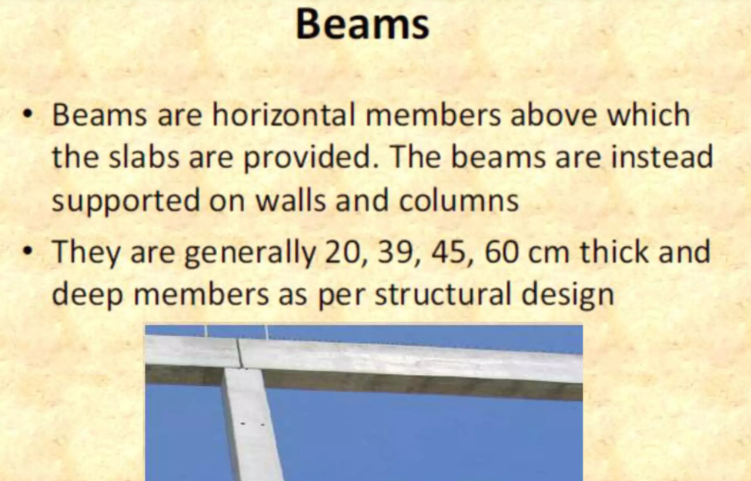 Beams
• Beams are horizontal members above which
the slabs are provided. The beams are instead
supported on walls and columns
• They are generally 20, 39, 45, 60 cm thick and
deep members as per structural design